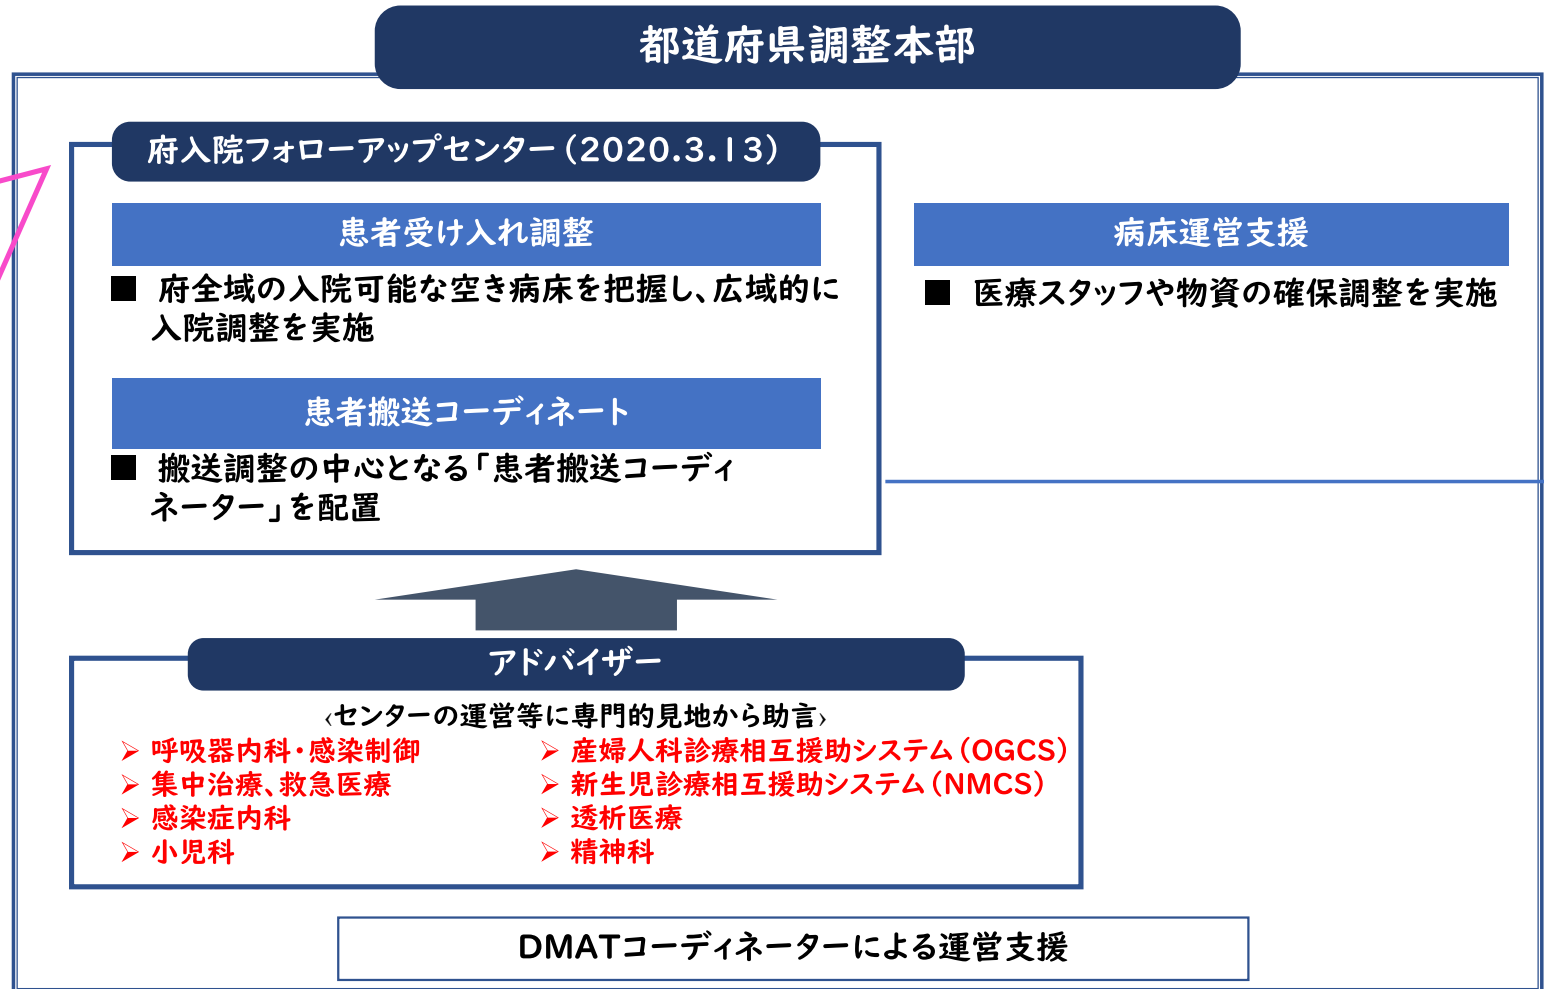 都道府県調整本部
府入院フォローアップセンター（2020.3.13）
患者受け入れ調整
■ 府全域の入院可能な空き病床を把握し、広域的に
入院調整を実施
患者搬送コーディネート
■ 搬送調整の中心となる「患者搬送コーディ
ネーター」を配置
病床運営支援
■ 医療スタッフや物資の確保調整を実施
アドバイザー
‹センターの運営等に専門的見地から助言›
➢ 呼吸器内科・感染制御
➢ 集中治療、救急医療
➢ 感染症内科
➢ 小児科
➢ 産婦人科診療相互援助システム（OGCS）
➢ 新生児診療相互援助システム（NMCS）
➢ 透析医療
➢ 精神科
DMATコーディネーターによる運営支援